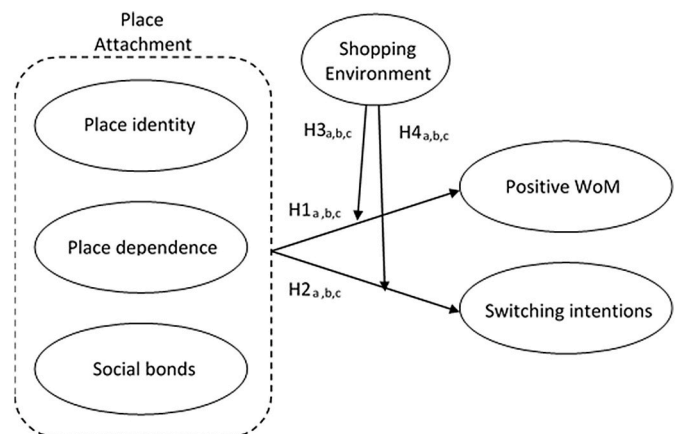 Place
Attachment
Place identity
Place dependence
Social bonds
Shopping
Environment
H3a,b,c
H4a,b,c
H1a,b,c
H2a,b,c
Positive WoM
Switching intentions